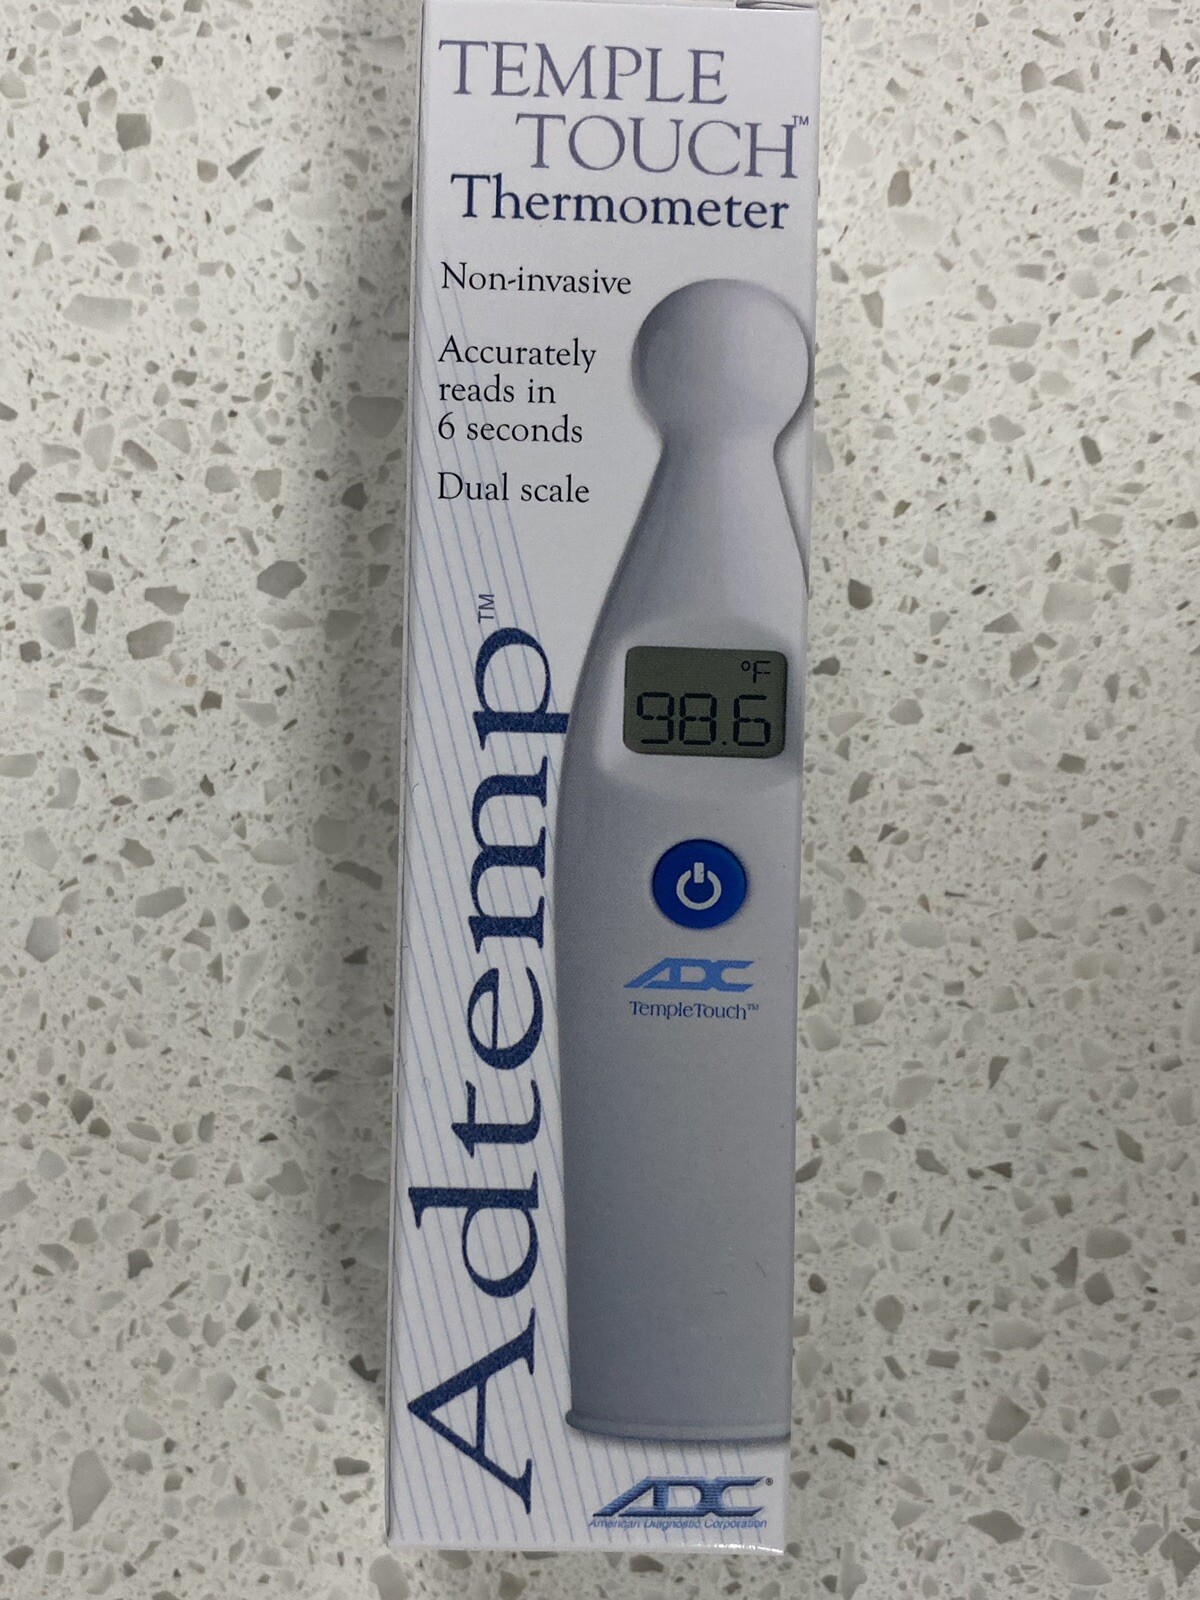 TEMPLE
TOUCH™
Thermometer
Non-invasive
Accurately
reads in
6 seconds
Dual scale
Adtemp™
°F
98.6
ADC
TempleTouch™
ADC®
American Diagnostic Corporation